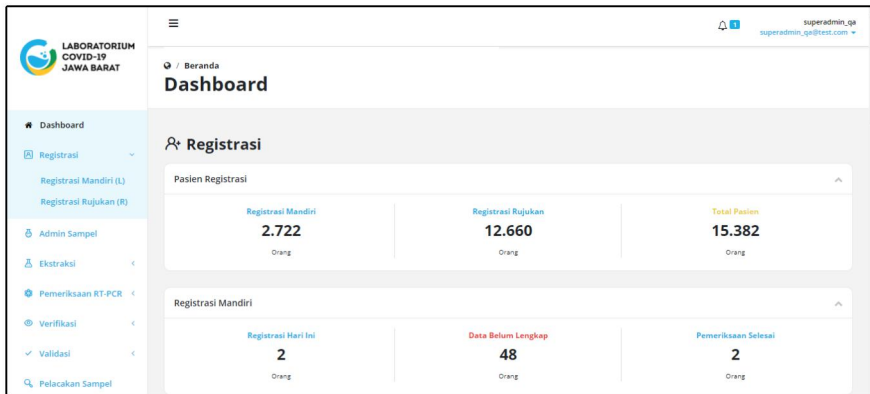 LABORATORIUM
COVID-19
JAWA BARAT
Dashboard
Registrasi
Registrasi Mandiri (L)
Registrasi Rujukan (R)
Admin Sampel
Ekstraksi
Pemeriksaan RT-PCR
Verifikasi
Validasi
Pelacakan Sampel
1
superadmin_qa
superadmin_qa@test.com
/ Beranda
Dashboard
Registrasi
Pasien Registrasi
Registrasi Mandiri
2.722
Orang
Registrasi Rujukan
12.660
Orang
Total Pasien
15.382
Orang
Registrasi Mandiri
Registrasi Hari Ini
2
Orang
Data Belum Lengkap
48
Orang
Pemeriksaan Selesai
2
Orang